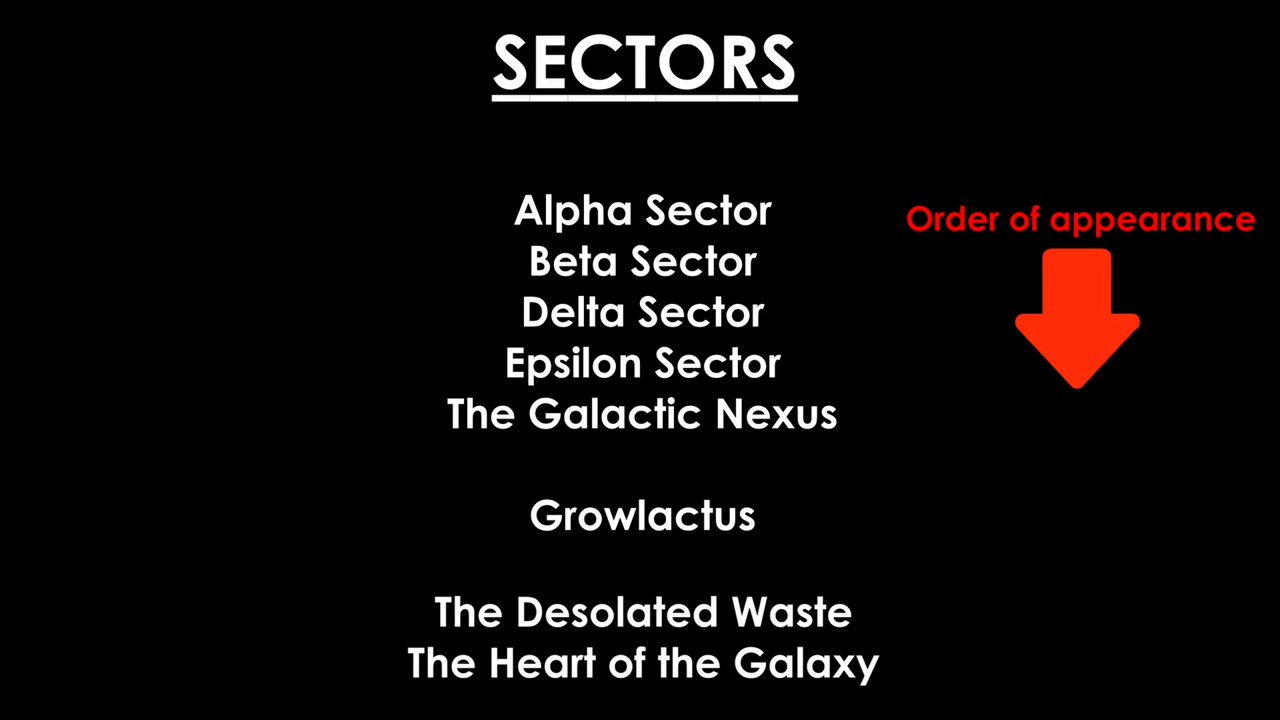 SECTORS
Alpha Sector
Order of appearance
Beta Sector
Delta Sector
Epsilon Sector
The Galactic Nexus
Growlactus
The Desolated Waste
The Heart of the Galaxy